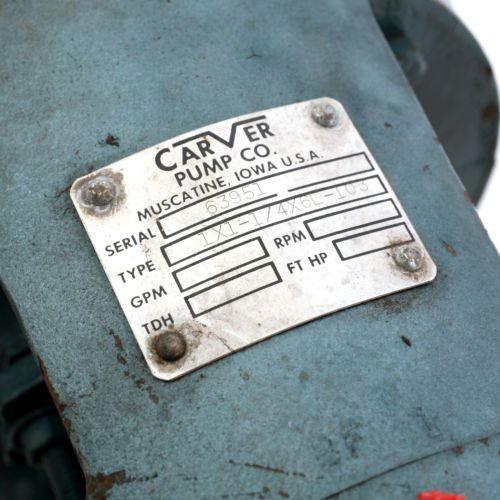 CARVER
PUMP CO.
MUSCATINE, IOWA U.S.A.
SERIAL 63951
TYPE 1X1-1/4X6L-103
GPM RPM
TDH FT HP